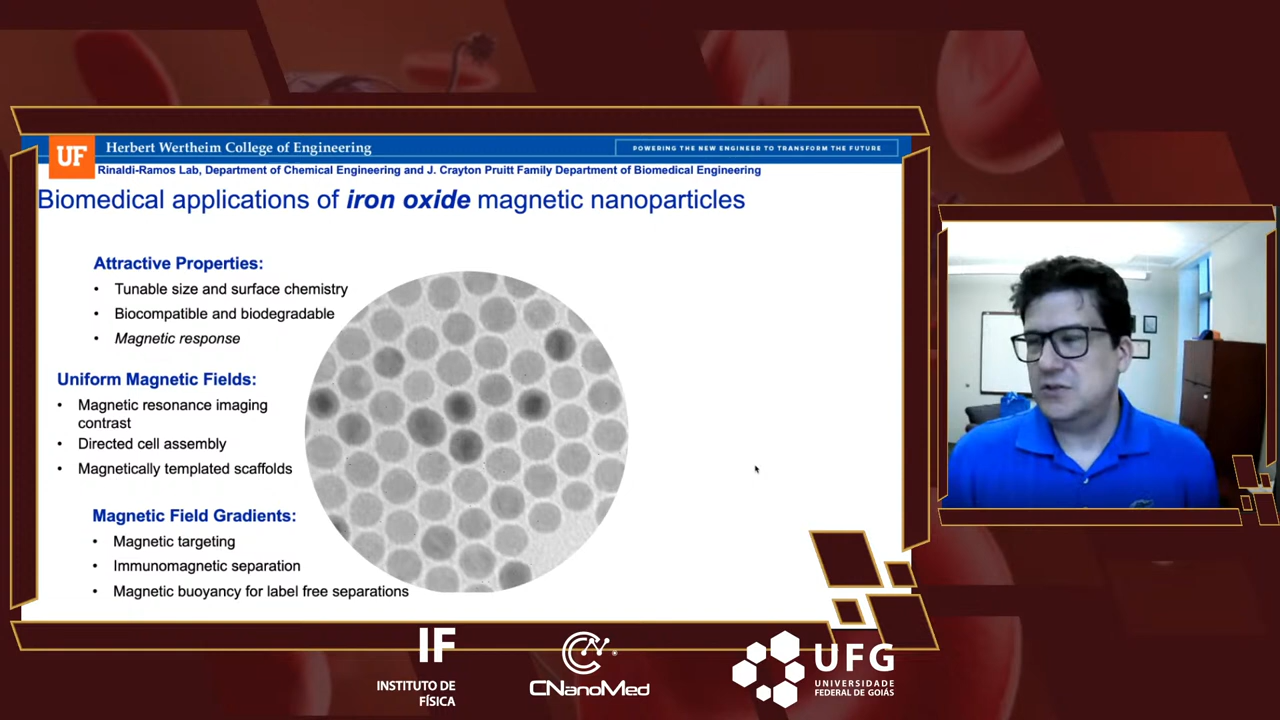 UF
Herbert Wertheim College of Engineering
POWERING THE NEW ENGINEER TO TRANSFORM THE FUTURE
Rinaldi-Ramos Lab, Department of Chemical Engineering and J. Crayton Pruitt Family Department of Biomedical Engineering
Biomedical applications of iron oxide magnetic nanoparticles
Attractive Properties:
• Tunable size and surface chemistry
• Biocompatible and biodegradable
• Magnetic response
Uniform Magnetic Fields:
• Magnetic resonance imaging
contrast
• Directed cell assembly
• Magnetically templated scaffolds
Magnetic Field Gradients:
• Magnetic targeting
• Immunomagnetic separation
• Magnetic buoyancy for label free separations
IF
INSTITUTO DE
FÍSICA
CNanoMed
UFG
UNIVERSIDADE
FEDERAL DE GOIÁS